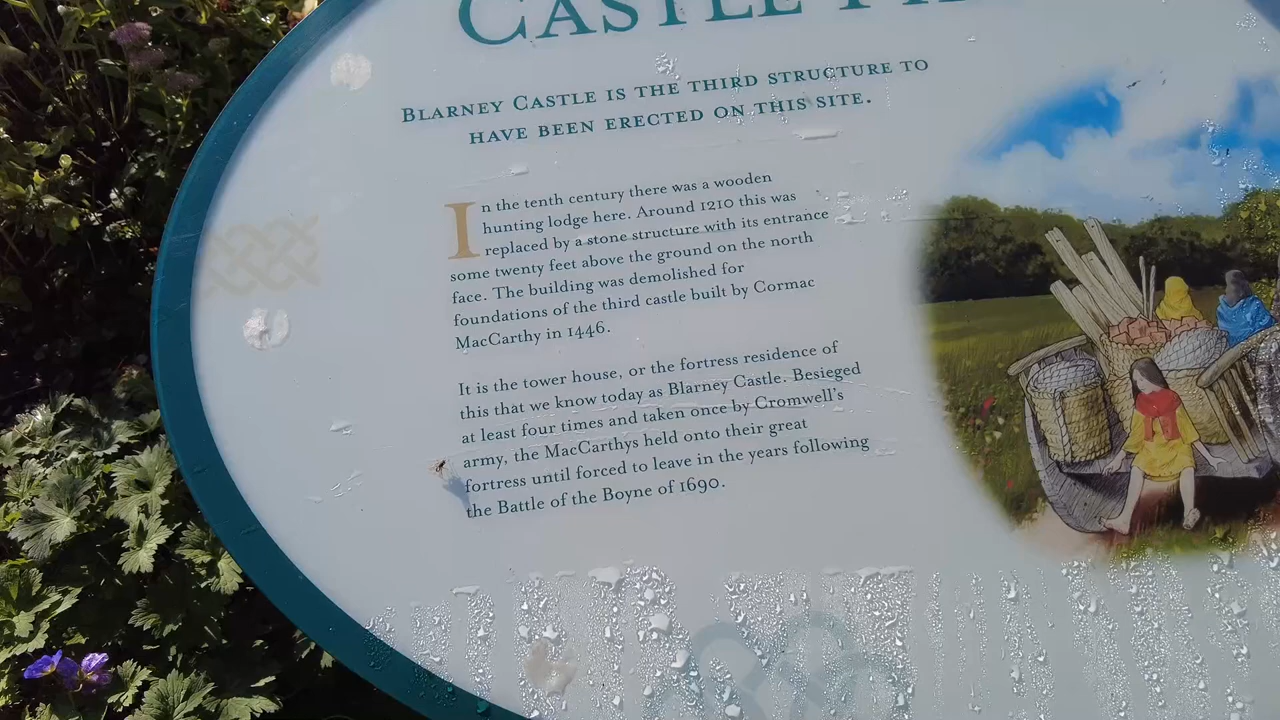 CASTLE
BLARNEY CASTLE IS THE THIRD STRUCTURE TO
HAVE BEEN ERECTED ON THIS SITE.
In the tenth century there was a wooden
hunting lodge here. Around 1210 this was
replaced by a stone structure with its entrance
some twenty feet above the ground on the north
face. The building was demolished for
foundations of the third castle built by Cormac
MacCarthy in 1446.
It is the tower house, or the fortress residence of
this that we know today as Blarney Castle. Besieged
at least four times and taken once by Cromwell's
army, the MacCarthys held onto their great
fortress until forced to leave in the years following
the Battle of the Boyne of 1690.